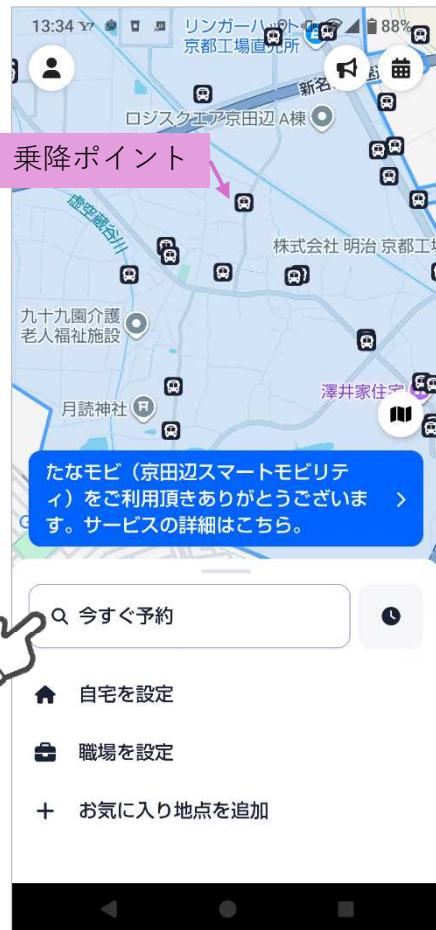 13:34
88%
リンガーハット
京都工場直売所
新名
ロジスクエア京田辺 A棟
乗降ポイント
虚空蔵谷川
株式会社 明治 京都工場
九十九園介護
老人福祉施設
澤井家住宅
月読神社
たなモビ（京田辺スマートモビリテ
ィ）をご利用頂きありがとうございま
す。サービスの詳細はこちら。
今すぐ予約
自宅を設定
職場を設定
お気に入り地点を追加